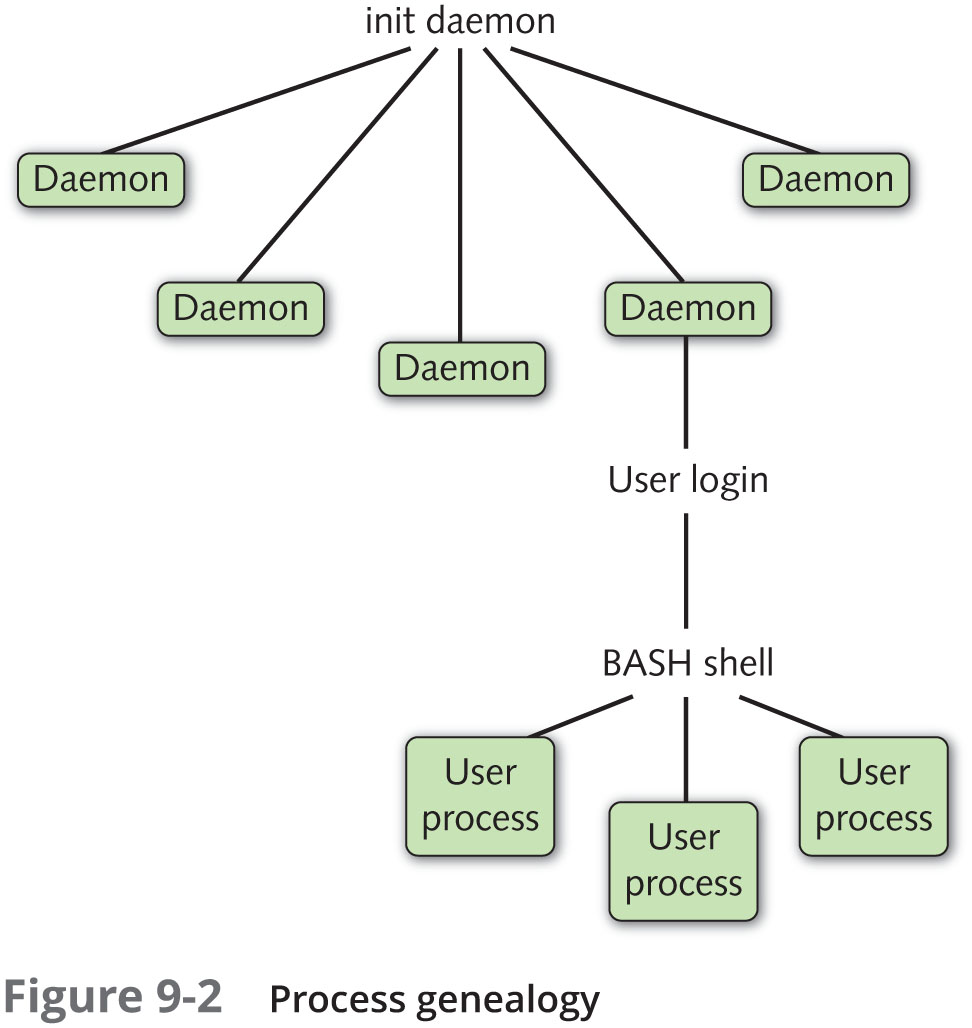 init daemon
Daemon
Daemon
Daemon
Daemon
Daemon
User login
BASH shell
User
process
User
process
User
process
Figure 9-2 Process genealogy